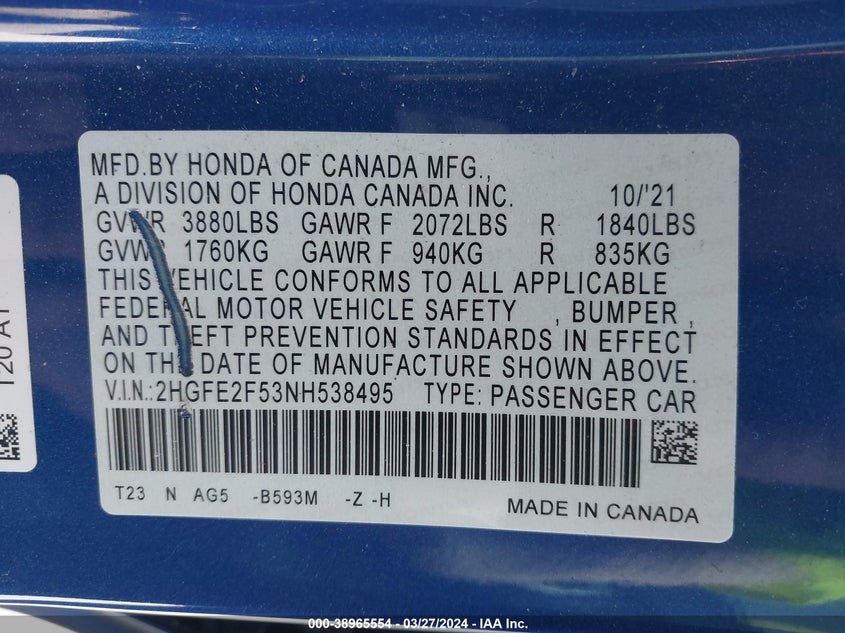 MFD.BY HONDA OF CANADA MFG.,
A DIVISION OF HONDA CANADA INC. 10/'21
GVWR 3880LBS GAWR F 2072LBS R 1840LBS
GVWR 1760KG GAWR F 940KG R 835KG
THIS VEHICLE CONFORMS TO ALL APPLICABLE
FEDERAL MOTOR VEHICLE SAFETY , BUMPER ,
AND THEFT PREVENTION STANDARDS IN EFFECT
ON THE DATE OF MANUFACTURE SHOWN ABOVE.
V.I.N.:2HGFE2F53NH538495 TYPE: PASSENGER CAR
T23 N AG5 -B593M -Z -H
MADE IN CANADA
T20A1
000-38965554 - 03/27/2024 - IAA Inc.